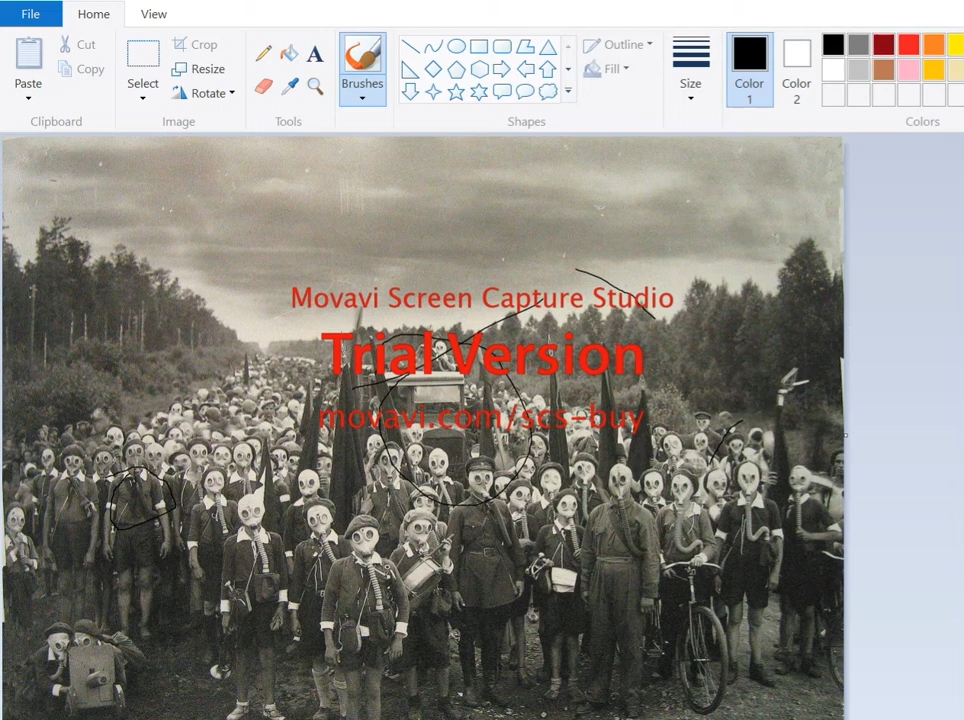 File Home View
Cut Crop Outline
Copy Resize Fill
Paste Select Rotate Brushes Size Color 1 Color 2
Clipboard Image Tools Shapes Colors
Movavi Screen Capture Studio
Trial Version
movavi.com/scs-buy